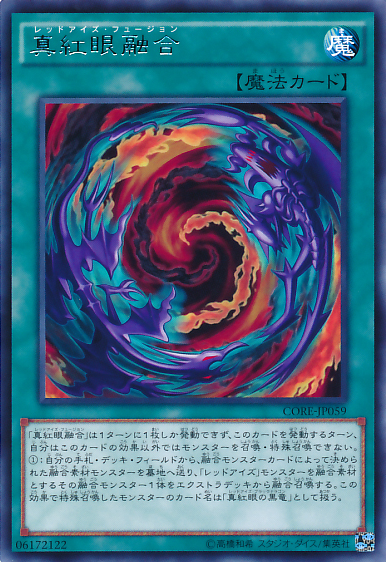 レッドアイズ・フュージョン
真紅眼融合
魔
【魔法カード】
CORE-JP059
「真紅眼融合」は1ターンに1枚しか発動できず、このカードを発動するターン、
自分はこのカードの効果以外ではモンスターを召喚・特殊召喚できない。
①:自分の手札・デッキ・フィールドから、融合モンスターカードによって決めら
れた融合素材モンスターを墓地へ送り、「レッドアイズ」モンスターを融合素材
とするその融合モンスター1体をエクストラデッキから融合召喚する。この
効果で特殊召喚したモンスターのカード名は「真紅眼の黒竜」として扱う。
06172122
©高橋和希 スタジオ・ダイス/集英社